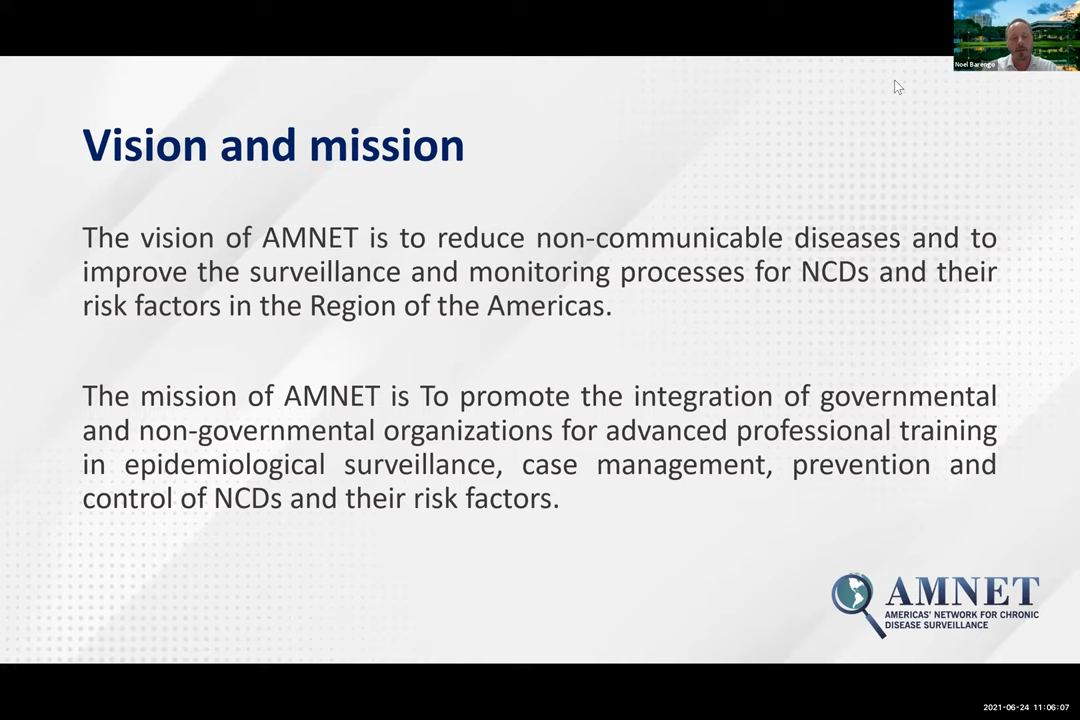 Noel Barengo
Vision and mission
The vision of AMNET is to reduce non-communicable diseases and to
improve the surveillance and monitoring processes for NCDs and their
risk factors in the Region of the Americas.
The mission of AMNET is To promote the integration of governmental
and non-governmental organizations for advanced professional training
in epidemiological surveillance, case management, prevention and
control of NCDs and their risk factors.
AMNET
AMERICAS' NETWORK FOR CHRONIC
DISEASE SURVEILLANCE
2021-06-24 11:06:07